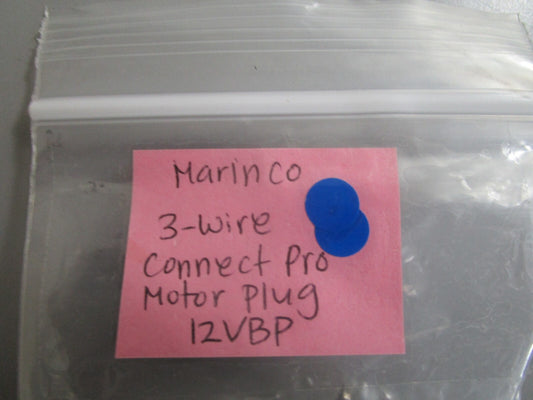 Marinco
3-Wire
Connect Pro
Motor Plug
12VBP